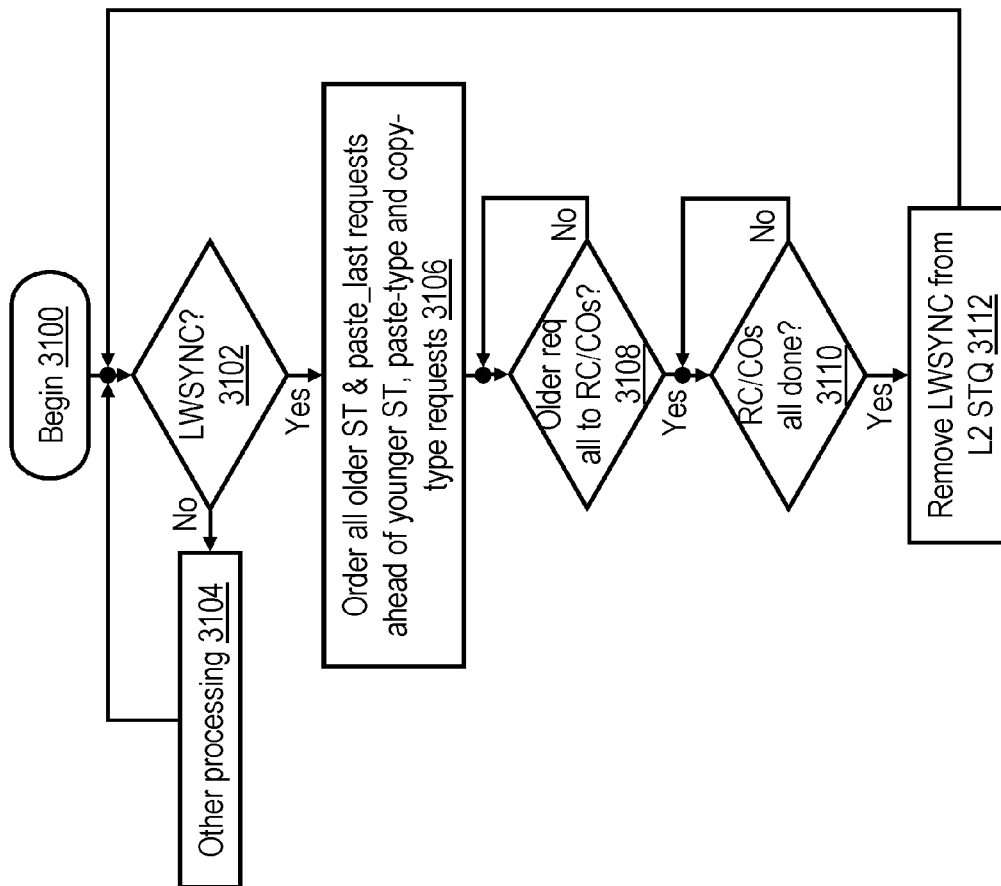 Begin 3100
LWSYNC?
3102
No
Yes
Other processing 3104
Order all older ST & paste_last requests
ahead of younger ST, paste-type and copy-
type requests 3106
Older req
all to RC/COs?
3108
No
Yes
RC/COs
all done?
3110
No
Yes
Remove LWSYNC from
L2 STQ 3112